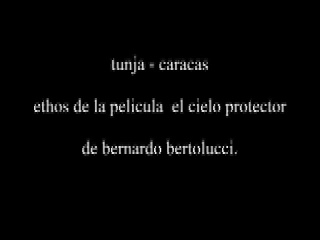 tunja - caracas
ethos de la pelicula el cielo protector
de bernardo bertolucci.